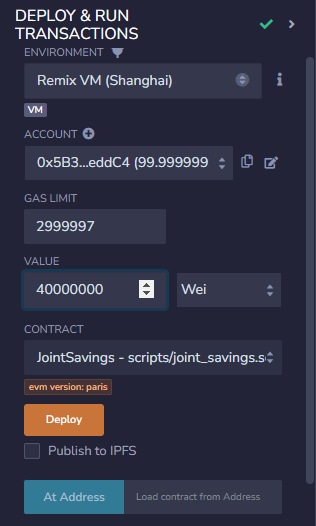 DEPLOY & RUN
TRANSACTIONS
ENVIRONMENT
Remix VM (Shanghai)
VM
ACCOUNT
0x5B3...eddC4 (99.999999
GAS LIMIT
2999997
VALUE
40000000 Wei
CONTRACT
JointSavings - scripts/joint_savings.s
evm version: paris
Deploy
Publish to IPFS
At Address Load contract from Address